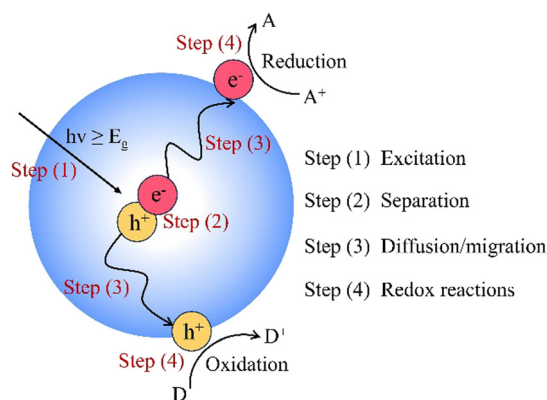 A
Step (4)
Reduction
e-
A+
hν ≥ Eg
Step (3)
Step (1)
Step (1) Excitation
e-
h+
Step (2)
Step (2) Separation
Step (3) Diffusion/migration
Step (3)
Step (4) Redox reactions
h+
D+
Step (4)
Oxidation
D